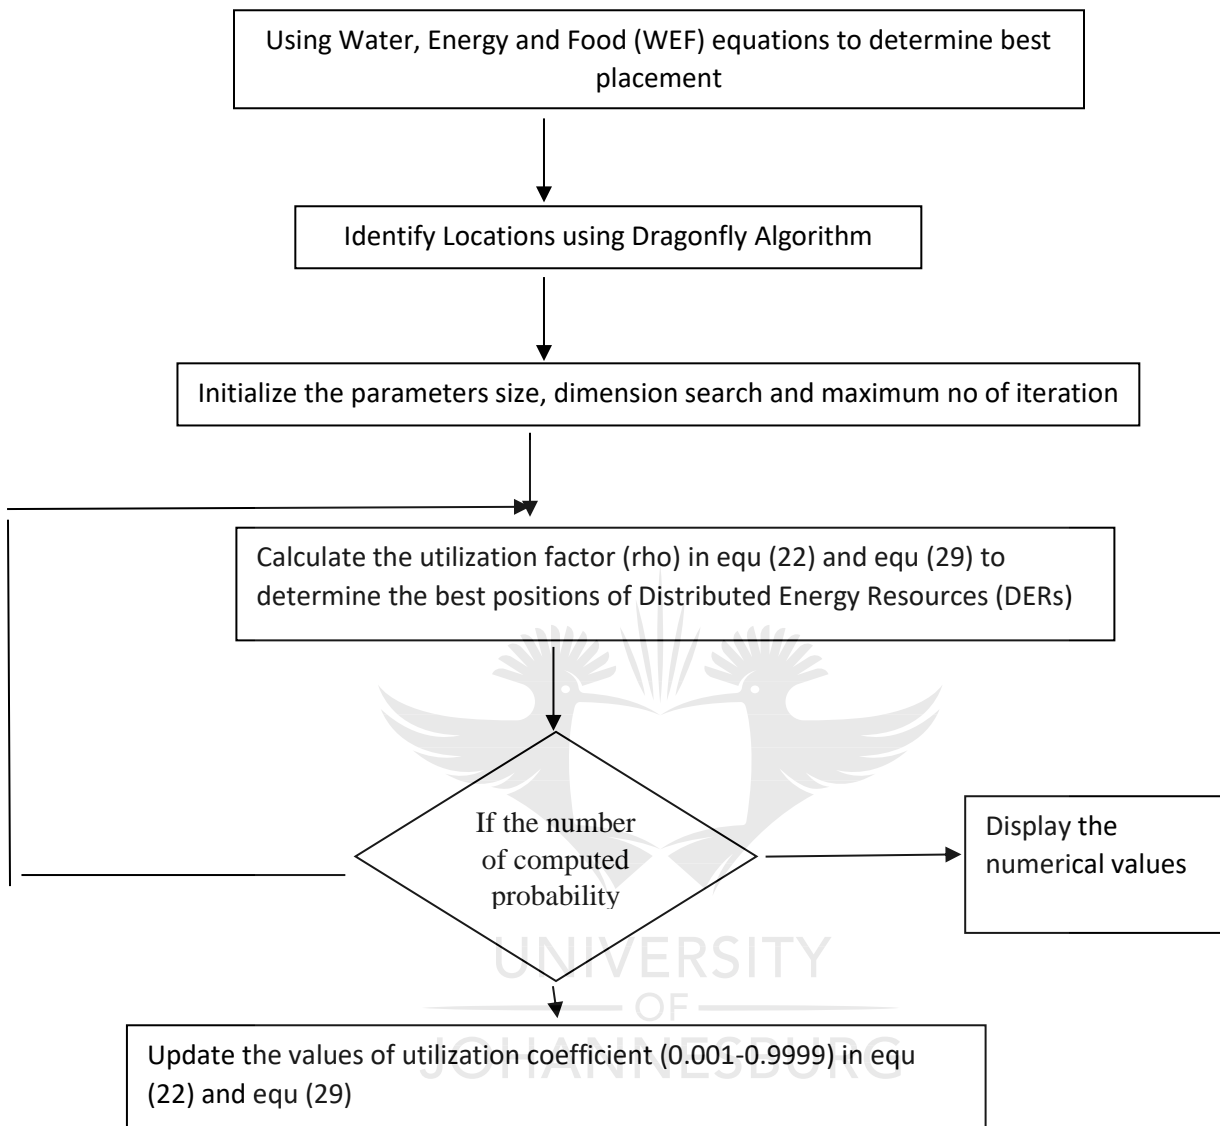 Using Water, Energy and Food (WEF) equations to determine best
placement
Identify Locations using Dragonfly Algorithm
Initialize the parameters size, dimension search and maximum no of iteration
Calculate the utilization factor (rho) in equ (22) and equ (29) to
determine the best positions of Distributed Energy Resources (DERs)
If the number
of computed
probability
Display the
numerical values
UNIVERSITY
OF
JOHANNESBURG
Update the values of utilization coefficient (0.001-0.9999) in equ
(22) and equ (29)